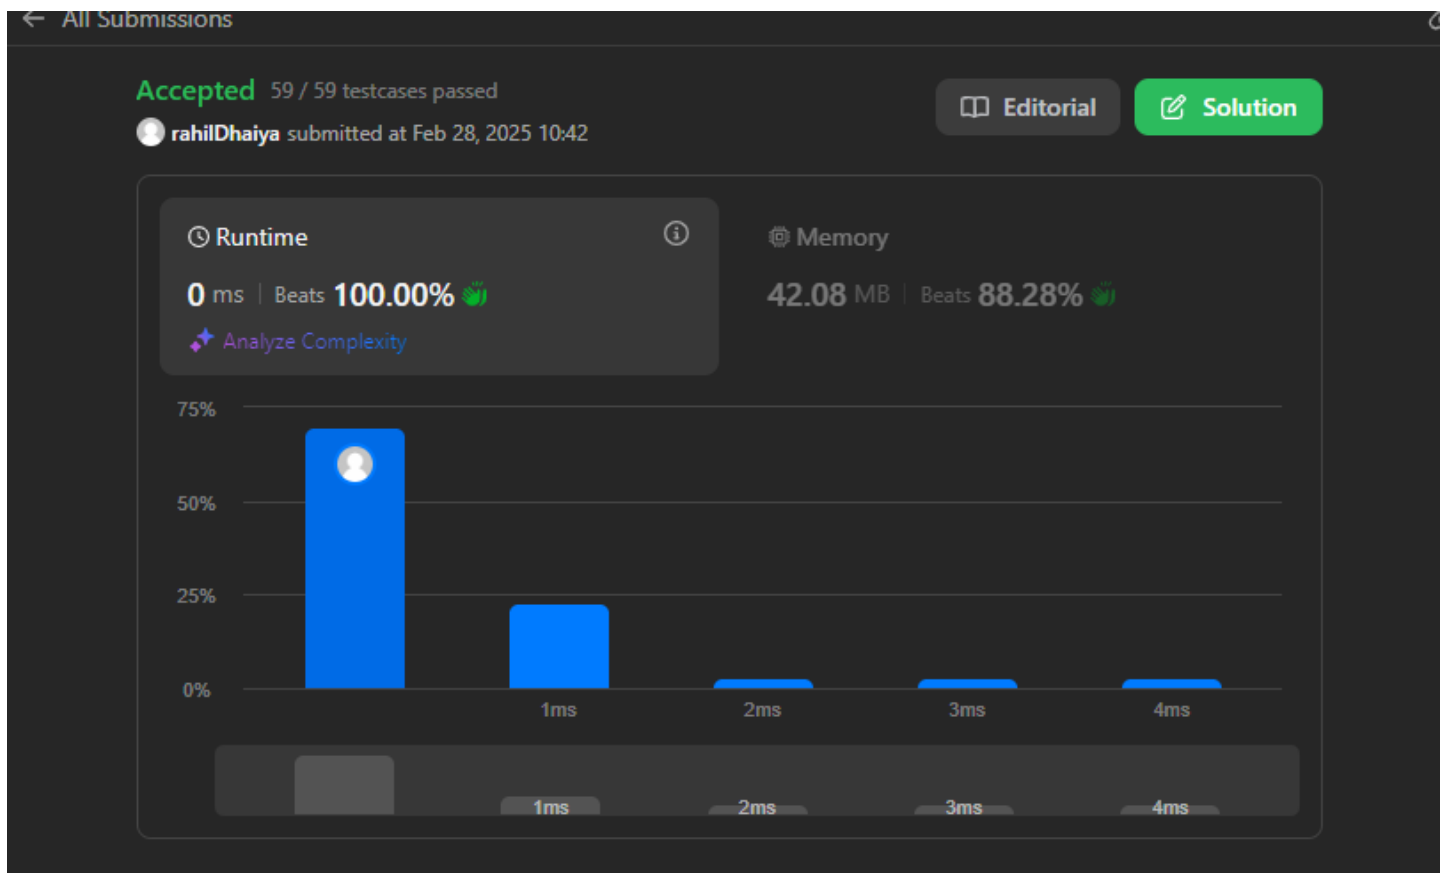 All Submissions
Accepted 59 / 59 testcases passed
Editorial
Solution
rahilDhaiya submitted at Feb 28, 2025 10:42
Runtime
0 ms | Beats 100.00%
Analyze Complexity
Memory
42.08 MB | Beats 88.28%
75%
50%
25%
0%
1ms 2ms 3ms 4ms
1ms 2ms 3ms 4ms